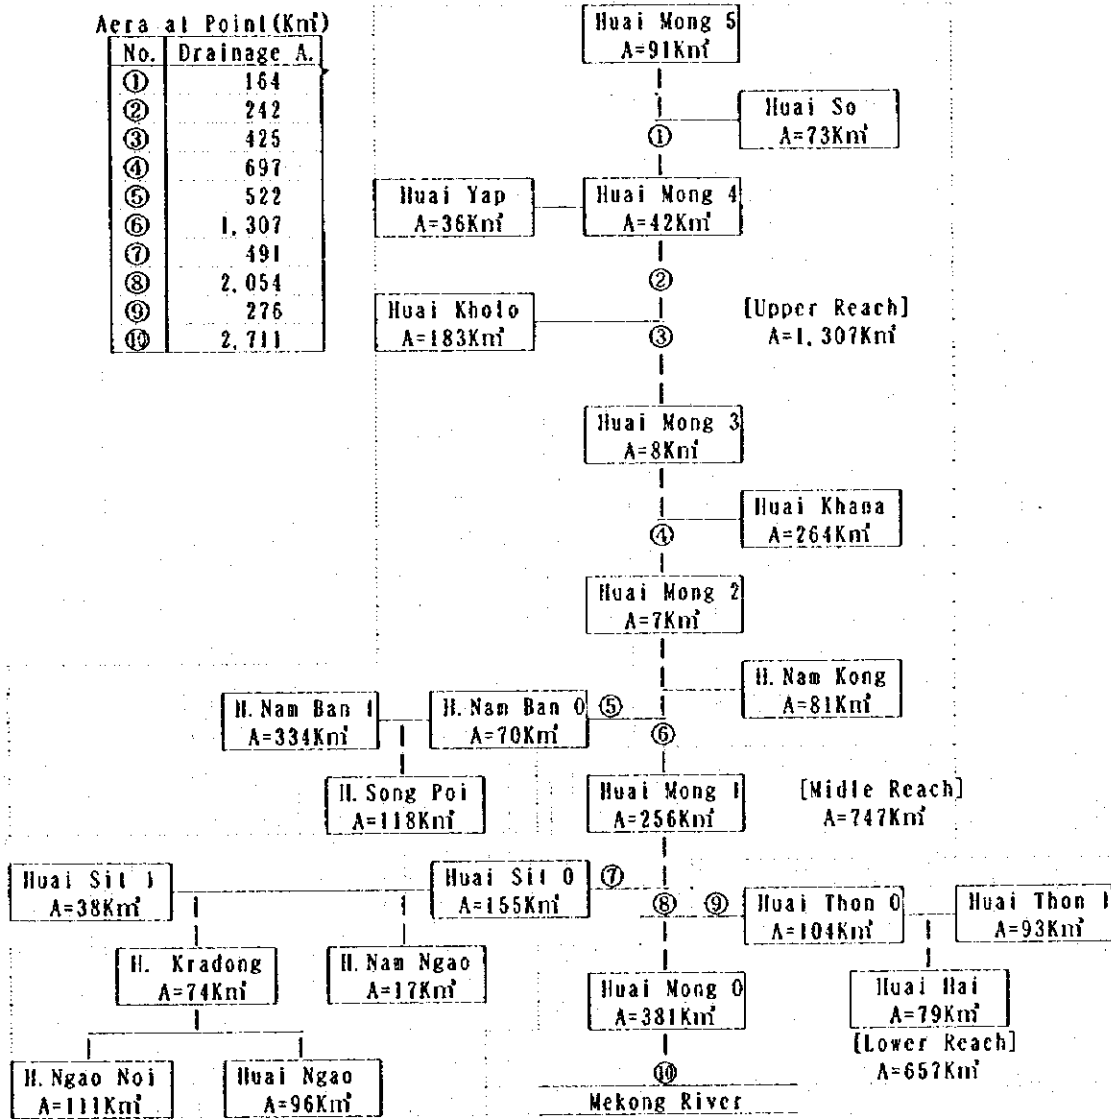 Aera at Point(Km²)
No. Drainage A.
① 164
② 242
③ 425
④ 697
⑤ 522
⑥ 1,307
⑦ 491
⑧ 2,054
⑨ 276
⑩ 2,711
Huai Mong 5
A=91Km²
Huai So
A=73Km²
①
Huai Yap
A=36Km²
Huai Mong 4
A=42Km²
②
Huai Kholo
A=183Km²
③
[Upper Reach]
A=1,307Km²
Huai Mong 3
A=8Km²
Huai Khana
A=264Km²
④
Huai Mong 2
A=7Km²
H. Nam Kong
A=81Km²
H. Nam Ban 1
A=334Km²
H. Nam Ban 0
A=70Km²
⑤
⑥
H. Song Poi
A=118Km²
Huai Mong 1
A=256Km²
[Midle Reach]
A=747Km²
Huai Sit 1
A=38Km²
Huai Sit 0
A=155Km²
⑦
⑧
⑨
Huai Thon 0
A=104Km²
Huai Thon 1
A=93Km²
H. Kradong
A=74Km²
H. Nam Ngao
A=17Km²
Huai Mong 0
A=381Km²
Huai Hai
A=79Km²
[Lower Reach]
A=657Km²
H. Ngao Noi
A=111Km²
Huai Ngao
A=96Km²
⑩
Mekong River